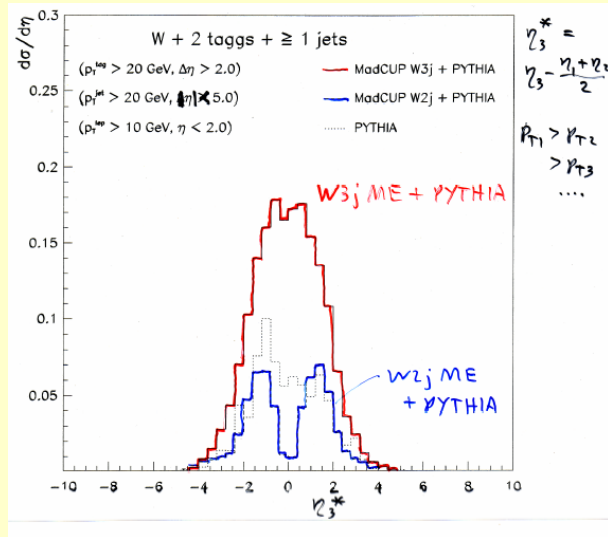 dσ/dη
0.3
0.25
0.2
0.15
0.1
0.05
W + 2 taggs + ≧ 1 jets
(p_T^tag > 20 GeV, Δη > 2.0)
(p_T^jet > 20 GeV, |η| < 5.0)
(p_T^lep > 10 GeV, η < 2.0)
MadCUP W3j + PYTHIA
MadCUP W2j + PYTHIA
PYTHIA
W3j ME + PYTHIA
W2j ME
+ PYTHIA
-10 -8 -6 -4 -2 0 2 4 6 8 10
η₃*
η₃* =
η₃ - (η₁ + η₂)/2
p_T1 > p_T2
> p_T3
....